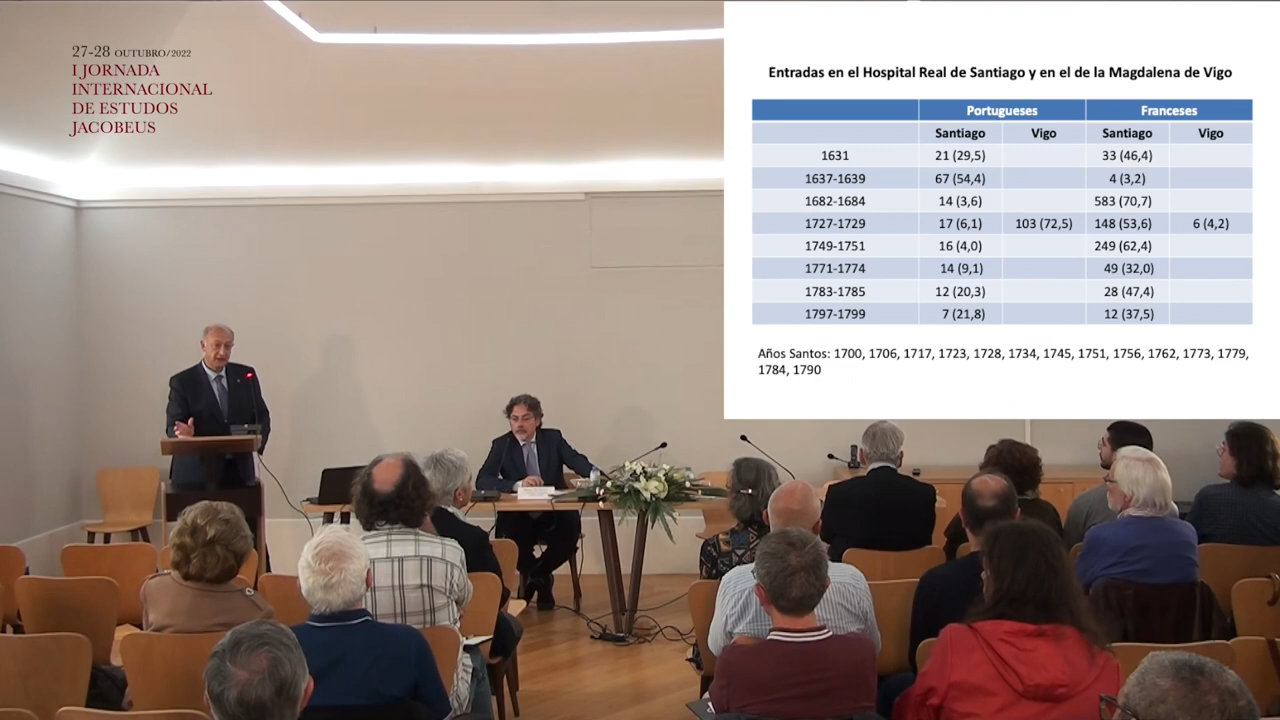 27-28 OUTUBRO/2022
I JORNADA
INTERNACIONAL
DE ESTUDOS
JACOBEUS
Entradas en el Hospital Real de Santiago y en el de la Magdalena de Vigo
Portugueses Franceses
Santiago Vigo Santiago Vigo
1631 21 (29,5) 33 (46,4)
1637-1639 67 (54,4) 4 (3,2)
1682-1684 14 (3,6) 583 (70,7)
1727-1729 17 (6,1) 103 (72,5) 148 (53,6) 6 (4,2)
1749-1751 16 (4,0) 249 (62,4)
1771-1774 14 (9,1) 49 (32,0)
1783-1785 12 (20,3) 28 (47,4)
1797-1799 7 (21,8) 12 (37,5)
Años Santos: 1700, 1706, 1717, 1723, 1728, 1734, 1745, 1751, 1756, 1762, 1773, 1779,
1784, 1790